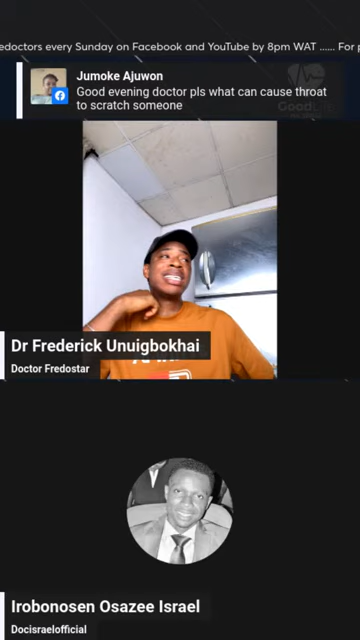 edoctors every Sunday on Facebook and YouTube by 8pm WAT ...... For p
Jumoke Ajuwon
Good evening doctor pls what can cause throat
to scratch someone
GoodLife
Dr Frederick Unuigbokhai
Doctor Fredostar
Irobonosen Osazee Israel
Docisraelofficial